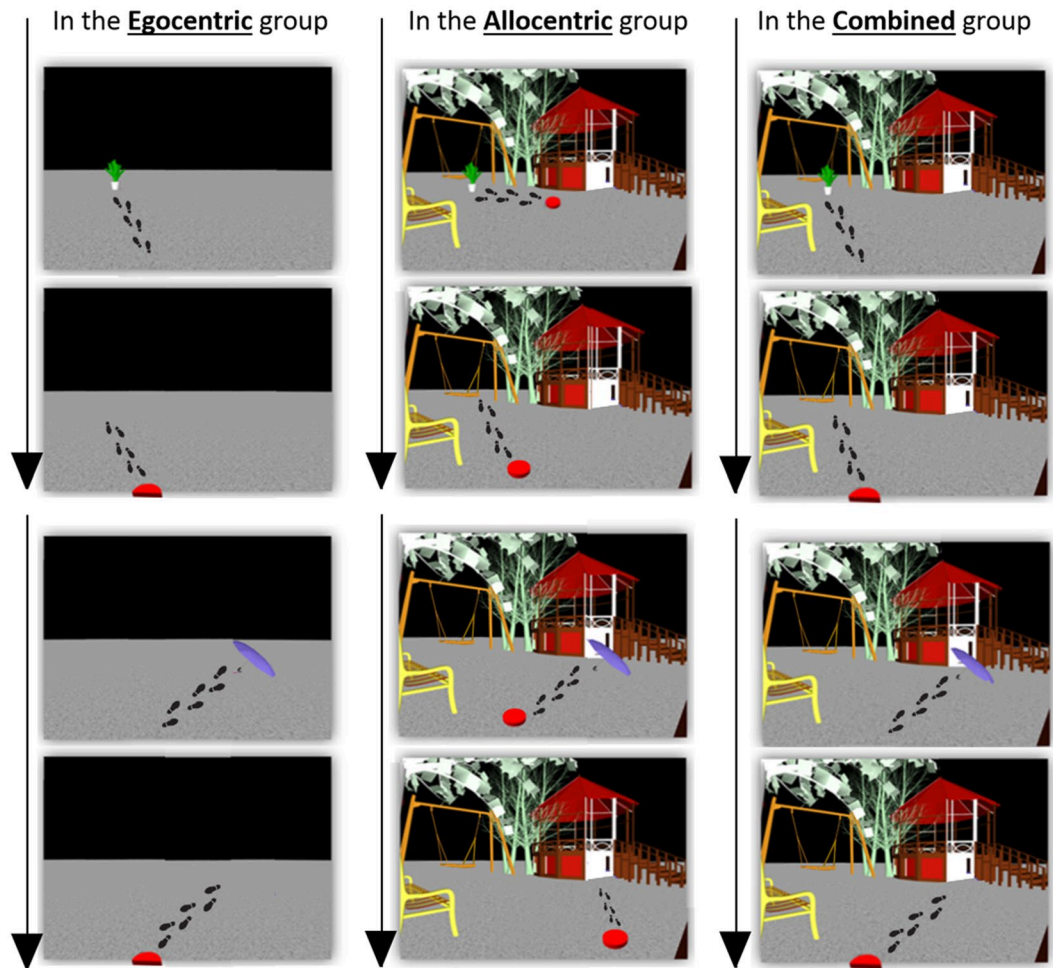 In the Egocentric group
In the Allocentric group
In the Combined group